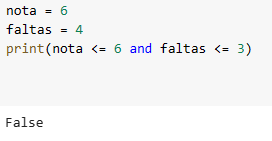 nota = 6
faltas = 4
print(nota <= 6 and faltas <= 3)
False